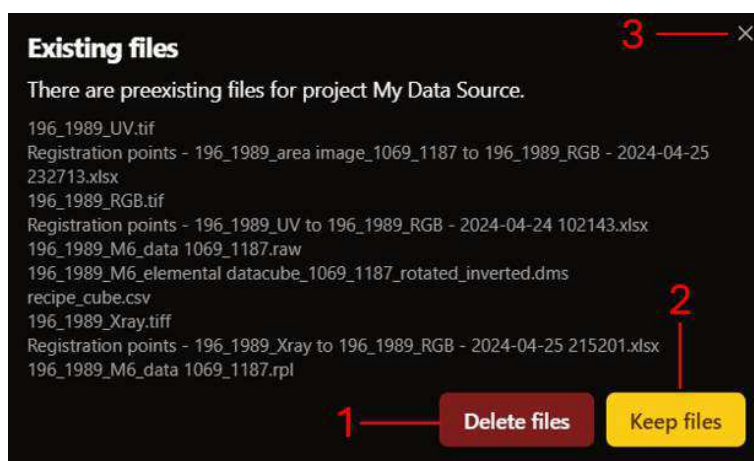 3
Existing files
There are preexisting files for project My Data Source.
196_1989_UV.tif
Registration points - 196_1989_area image_1069_1187 to 196_1989_RGB - 2024-04-25
232713.xlsx
196_1989_RGB.tif
Registration points - 196_1989_UV to 196_1989_RGB - 2024-04-24 102143.xlsx
196_1989_M6_data 1069_1187.raw
196_1989_M6_elemental datacube_1069_1187_rotated_inverted.dms
recipe_cube.csv
196_1989_Xray.tiff
2
Registration points - 196_1989_Xray to 196_1989_RGB - 2024-04-25 215201.xlsx
196_1989_M6_data 1069_1187.rpl
1 Delete files Keep files